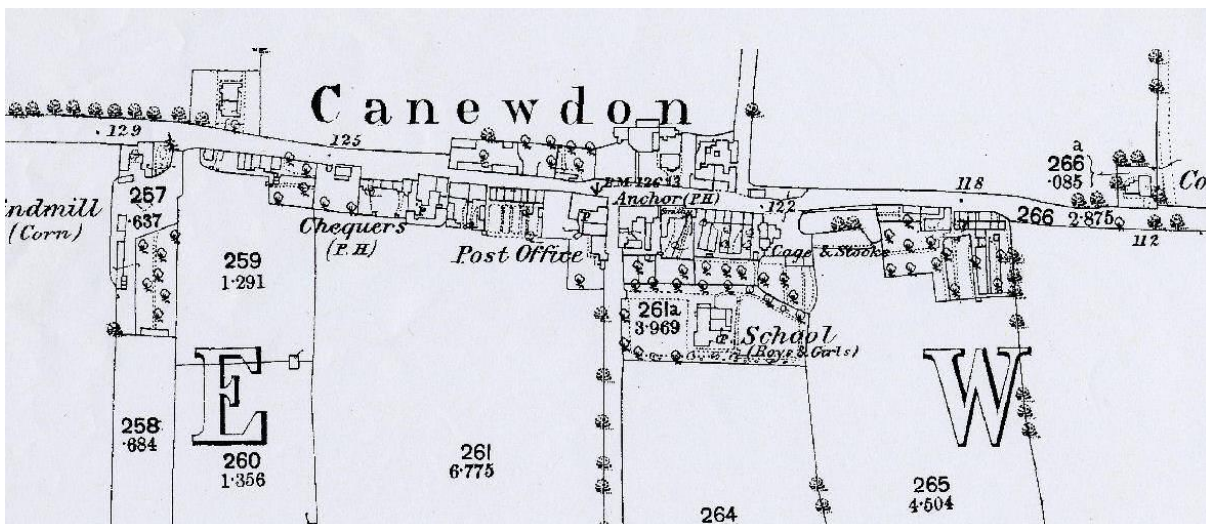 Canewdon
129
125
a
266
.085
118
Co
B.M. 126.13
Anchor (P.H)
122
257
.637
indmill
(Corn)
Chequers
(P.H)
Post Office
Cage & Stocks
266
2.875
112
259
1.291
261a
3.969
School
(Boys & Girls)
E
W
258
.684
260
1.356
261
6.775
264
265
4.504